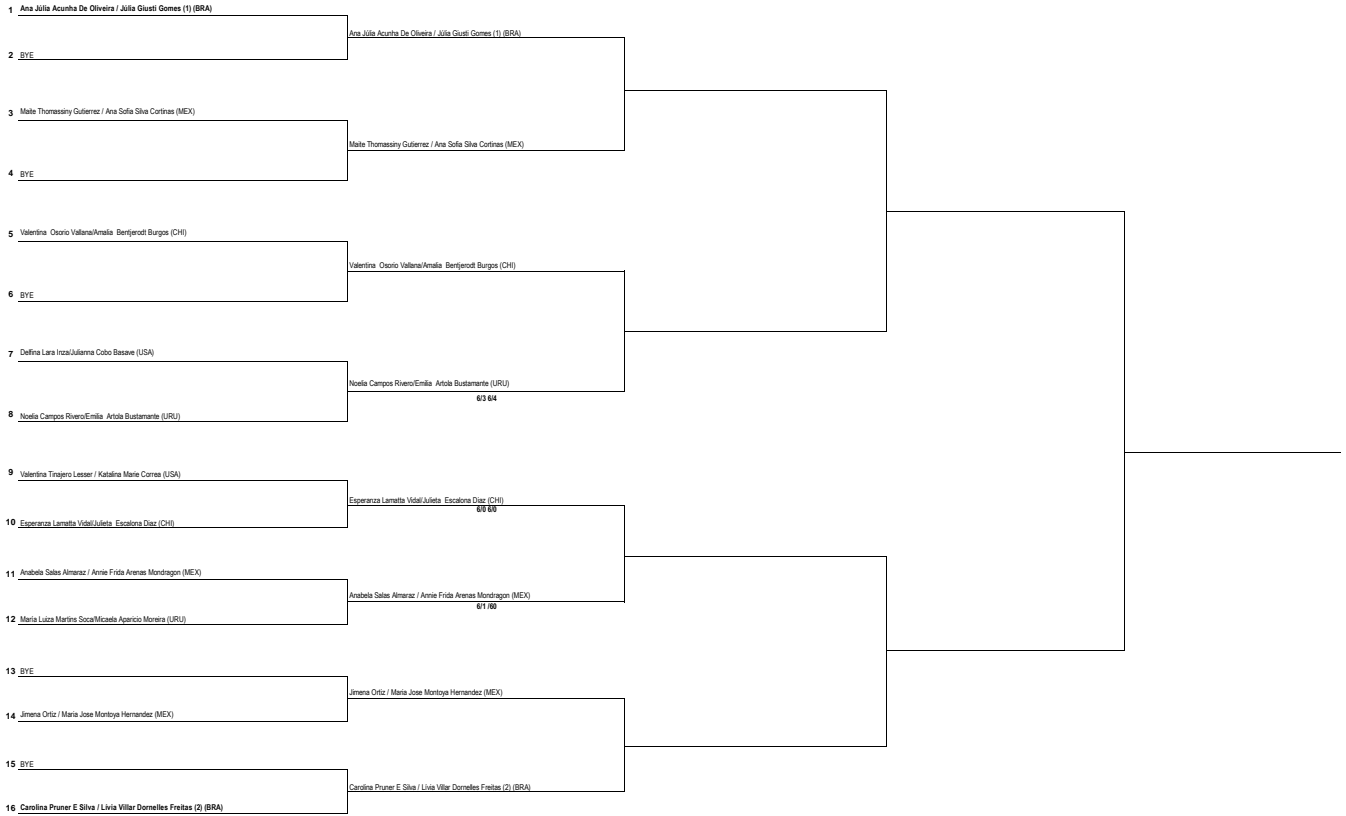 1 Ana Júlia Acunha De Oliveira / Júlia Giusti Gomes (1) (BRA)
Ana Júlia Acunha De Oliveira / Júlia Giusti Gomes (1) (BRA)
2 BYE
3 Maite Thomassiny Gutierrez / Ana Sofia Silva Cortinas (MEX)
Maite Thomassiny Gutierrez / Ana Sofia Silva Cortinas (MEX)
4 BYE
5 Valentina Osorio Vallana/Amalia Bentjerodt Burgos (CHI)
Valentina Osorio Vallana/Amalia Bentjerodt Burgos (CHI)
6 BYE
7 Delfina Lara Inza/Julianna Cobo Basave (USA)
Noelia Campos Rivero/Emilia Artola Bustamante (URU)
6/3 6/4
8 Noelia Campos Rivero/Emilia Artola Bustamante (URU)
9 Valentina Tinajero Lesser / Katalina Marie Correa (USA)
Esperanza Lamatta Vidal/Julieta Escalona Diaz (CHI)
6/0 6/0
10 Esperanza Lamatta Vidal/Julieta Escalona Diaz (CHI)
11 Anabela Salas Almaraz / Annie Frida Arenas Mondragon (MEX)
Anabela Salas Almaraz / Annie Frida Arenas Mondragon (MEX)
6/1 /60
12 María Luiza Martins Soca/Micaela Aparicio Moreira (URU)
13 BYE
Jimena Ortiz / Maria Jose Montoya Hernandez (MEX)
14 Jimena Ortiz / Maria Jose Montoya Hernandez (MEX)
15 BYE
Carolina Pruner E Silva / Lívia Villar Dornelles Freitas (2) (BRA)
16 Carolina Pruner E Silva / Lívia Villar Dornelles Freitas (2) (BRA)